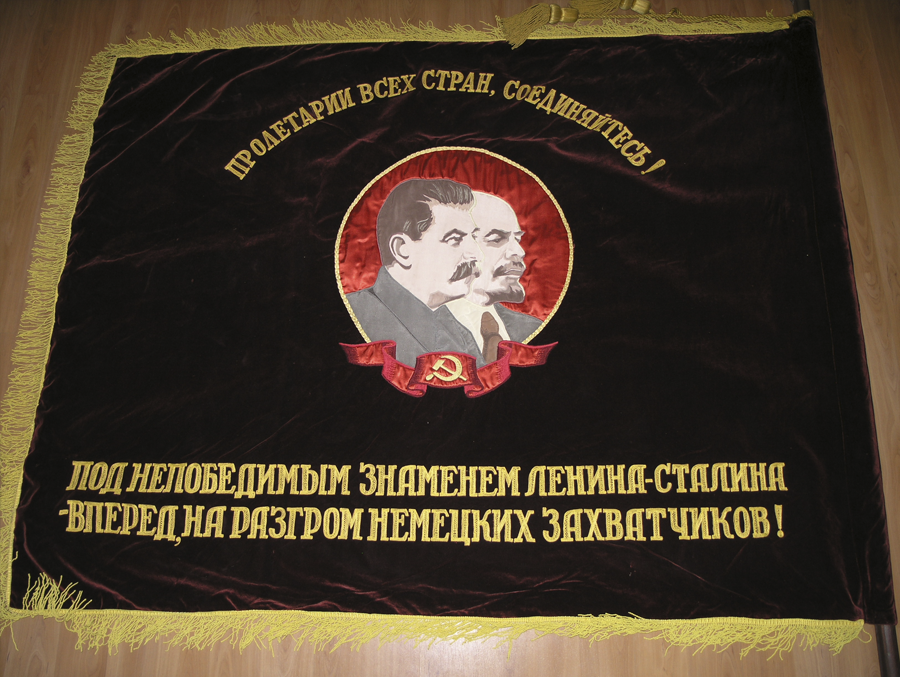 ПРОЛЕТАРИИ ВСЕХ СТРАН, СОЕДИНЯЙТЕСЬ!
ПОД НЕПОБЕДИМЫМ ЗНАМЕНЕМ ЛЕНИНА-СТАЛИНА
-ВПЕРЕД, НА РАЗГРОМ НЕМЕЦКИХ ЗАХВАТЧИКОВ!